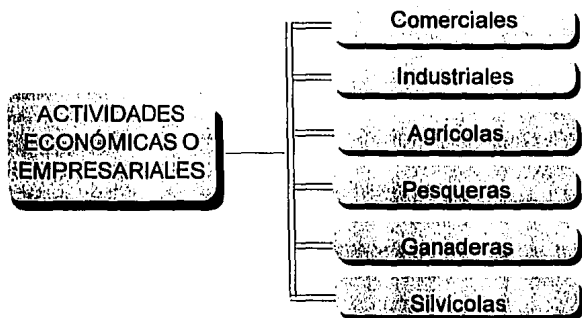 ACTIVIDADES
ECONÓMICAS O
EMPRESARIALES
Comerciales
Industriales
Agrícolas
Pesqueras
Ganaderas
Silvícolas